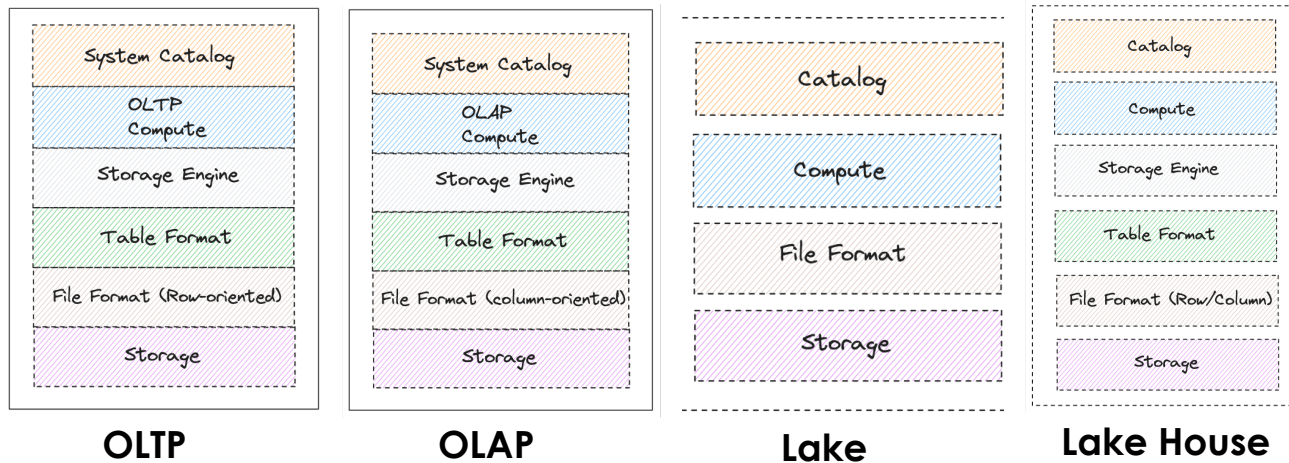 System Catalog
OLTP
Compute
Storage Engine
Table Format
File Format (Row-oriented)
Storage
OLTP
System Catalog
OLAP
Compute
Storage Engine
Table Format
File Format (column-oriented)
Storage
OLAP
Catalog
Compute
File Format
Storage
Lake
Catalog
Compute
Storage Engine
Table Format
File Format (Row/Column)
Storage
Lake House